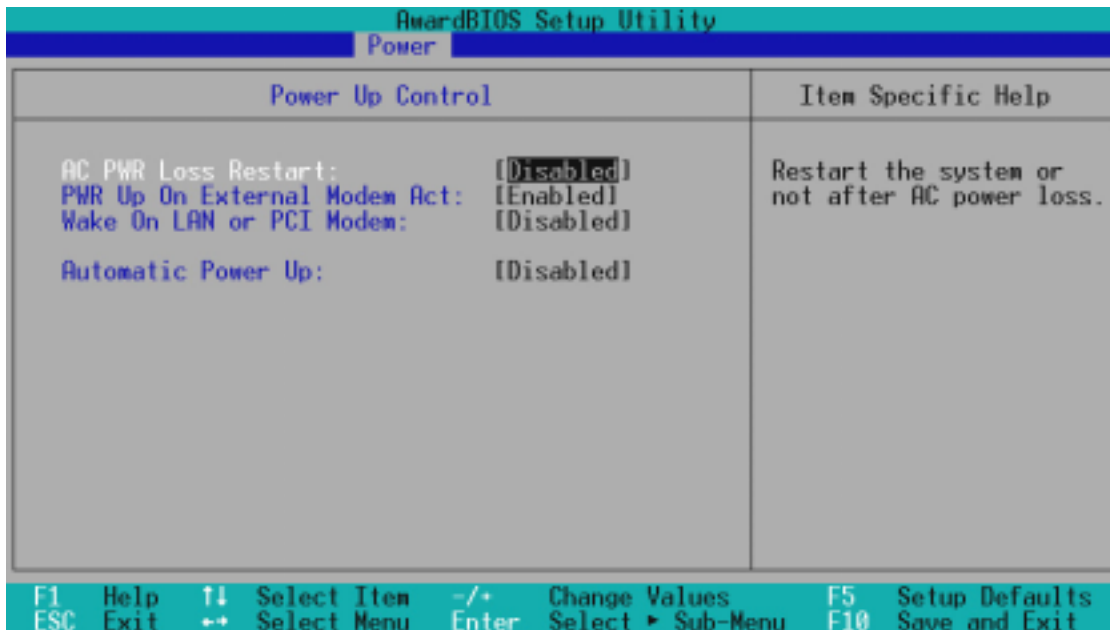 AwardBIOS Setup Utility
Power
Power Up Control
Item Specific Help
AC PWR Loss Restart: [Disabled]
PWR Up On External Modem Act: [Enabled]
Wake On LAN or PCI Modem: [Disabled]
Automatic Power Up: [Disabled]
Restart the system or
not after AC power loss.
F1 Help ↑↓ Select Item -/+ Change Values F5 Setup Defaults
ESC Exit ←→ Select Menu Enter Select ► Sub-Menu F10 Save and Exit